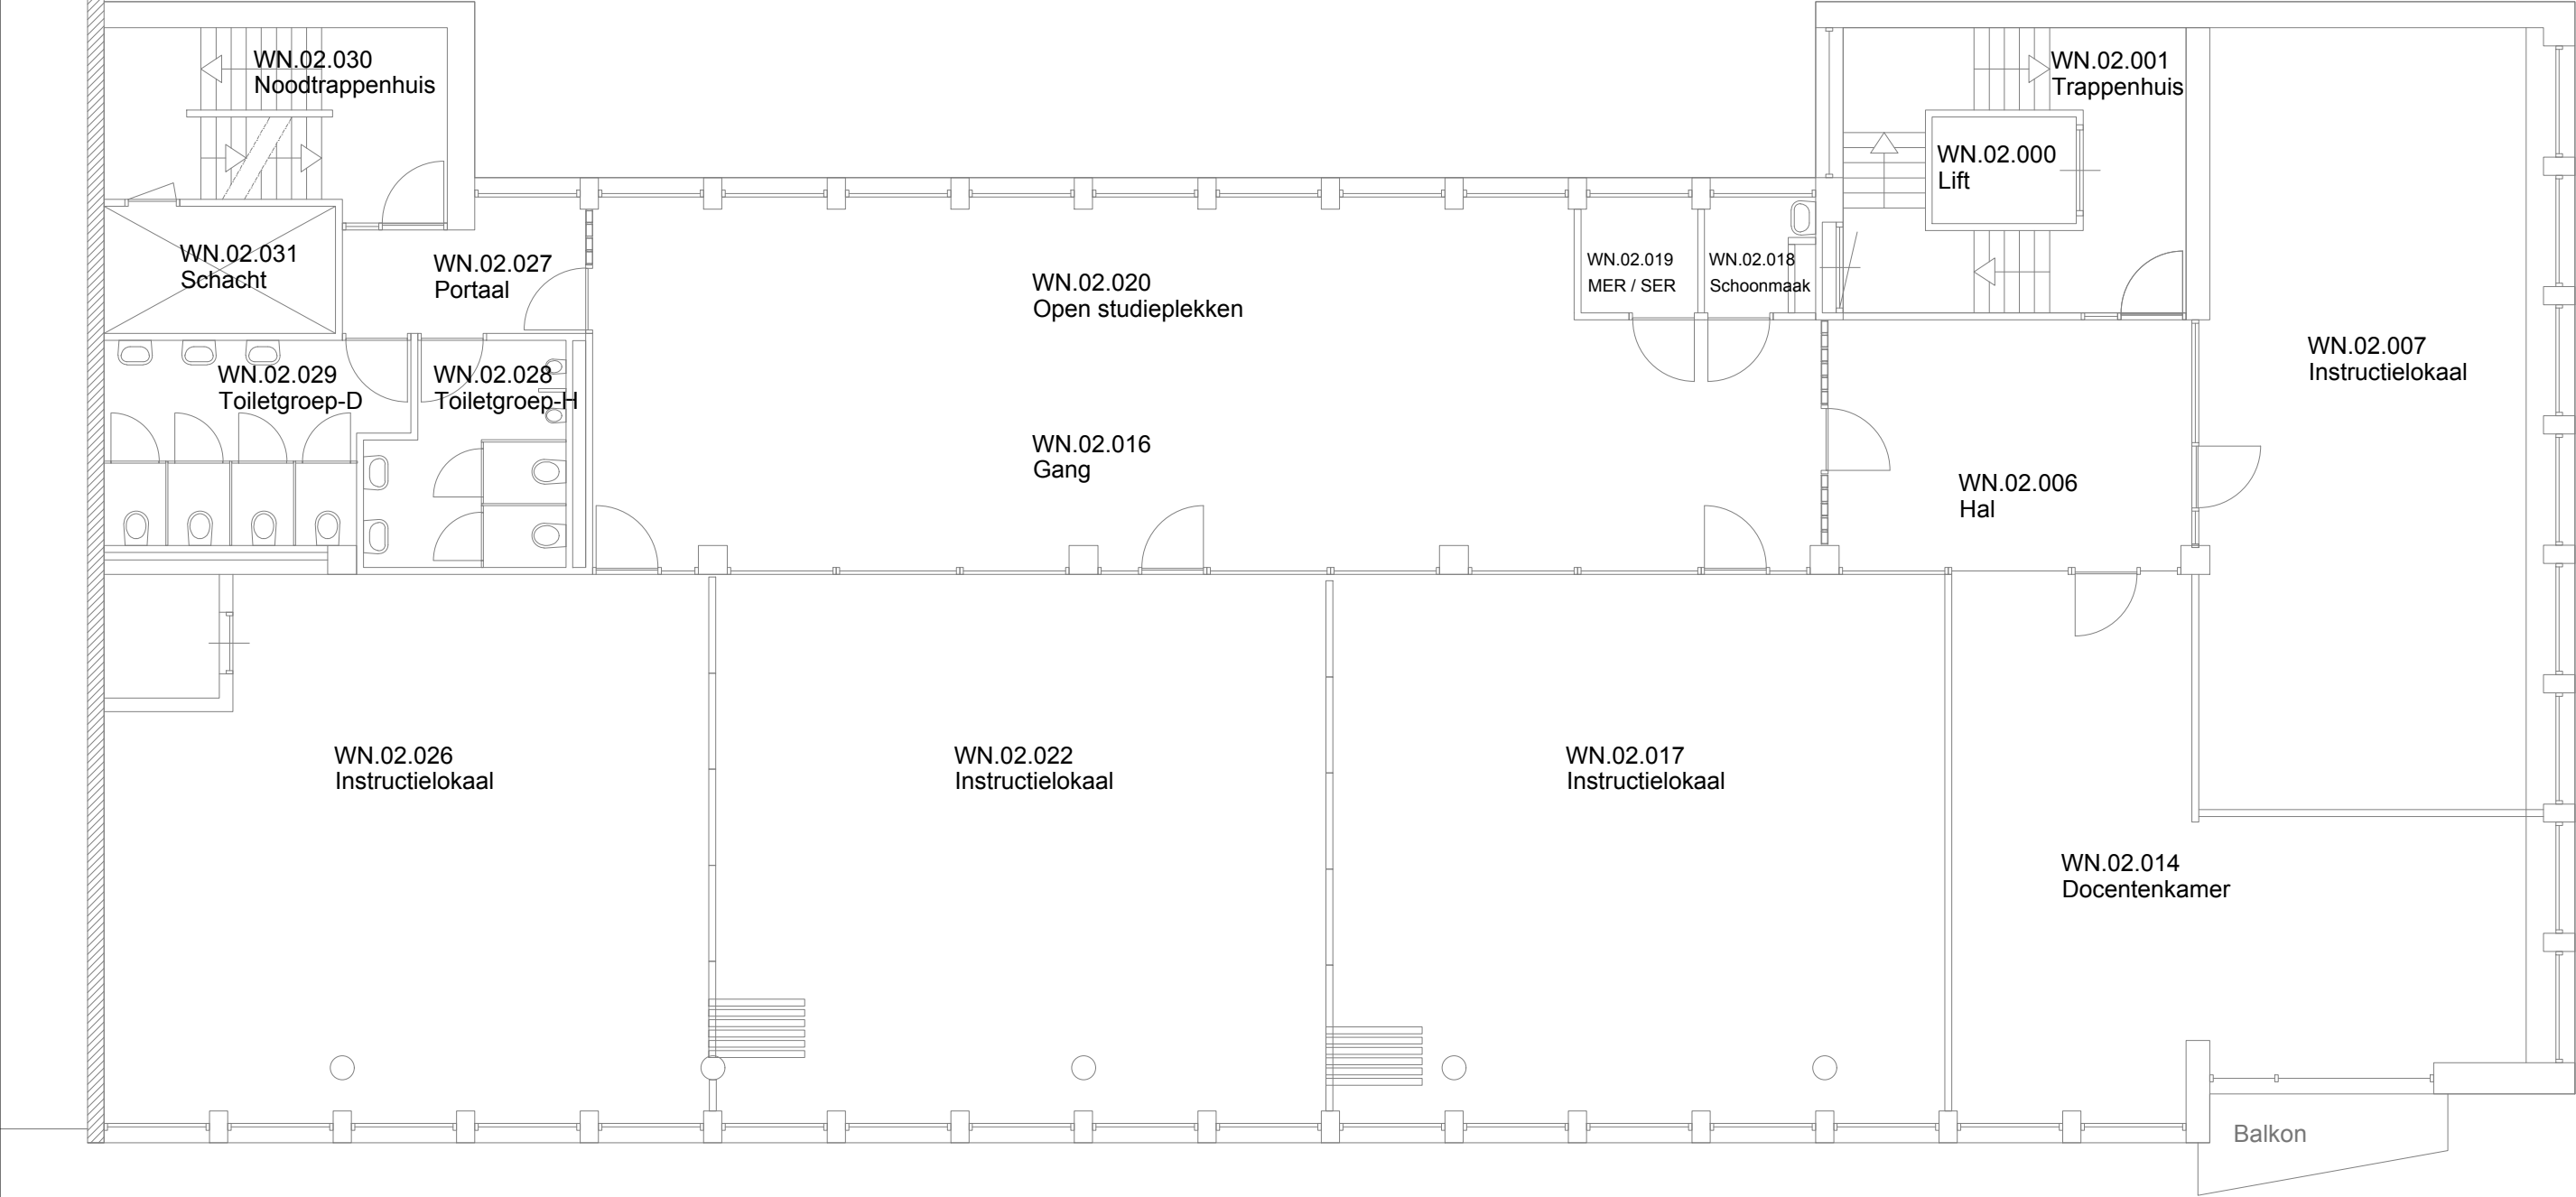 WN.02.030
Noodtrappenhuis
WN.02.001
Trappenhuis
WN.02.000
Lift
WN.02.031
Schacht
WN.02.027
Portaal
WN.02.020
Open studieplekken
WN.02.019
MER / SER
WN.02.018
Schoonmaak
WN.02.007
Instructielokaal
WN.02.029
Toiletgroep-D
WN.02.028
Toiletgroep-H
WN.02.016
Gang
WN.02.006
Hal
WN.02.026
Instructielokaal
WN.02.022
Instructielokaal
WN.02.017
Instructielokaal
WN.02.014
Docentenkamer
Balkon